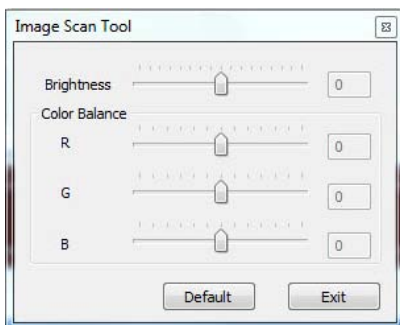 Image Scan Tool
Brightness 0
Color Balance
R 0
G 0
B 0
Default Exit